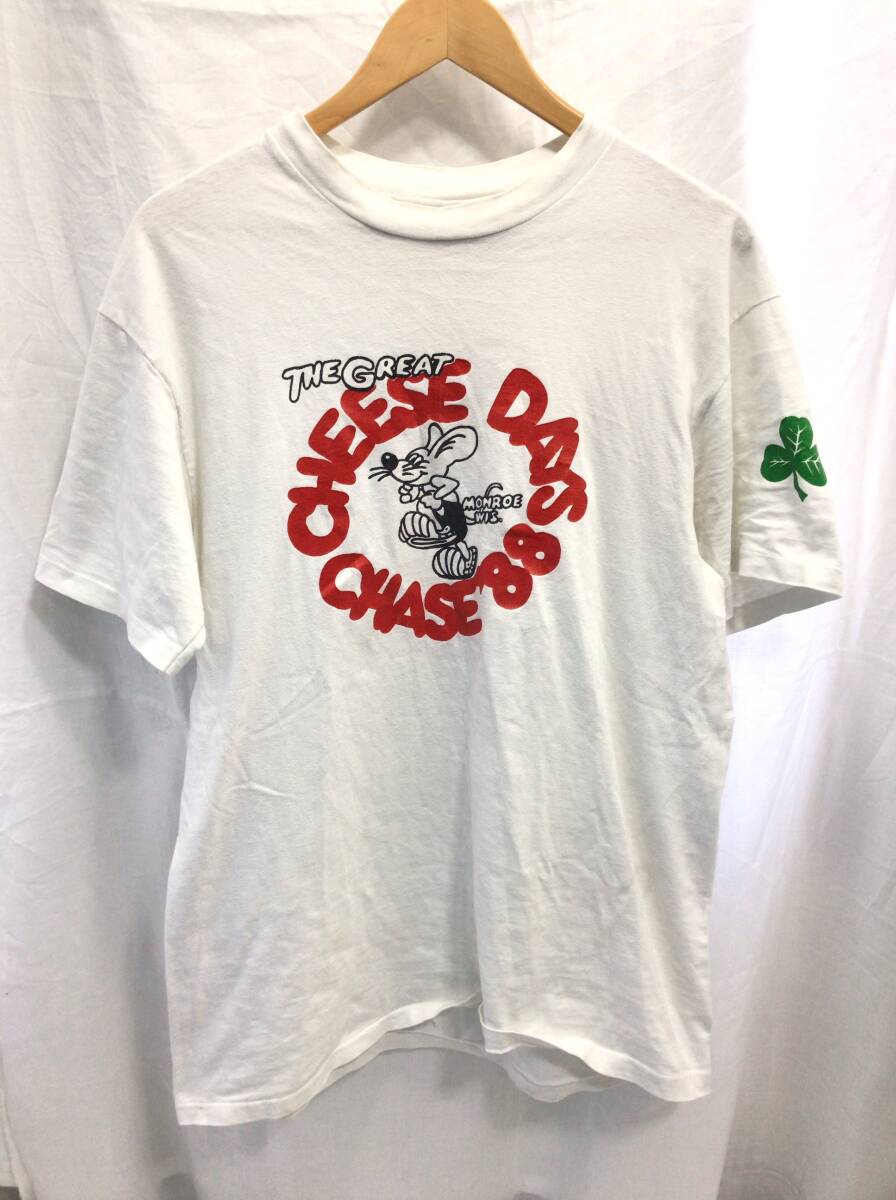 THE GREAT
CHEESE DAYS
CHASE '88
MONROE
WIS.